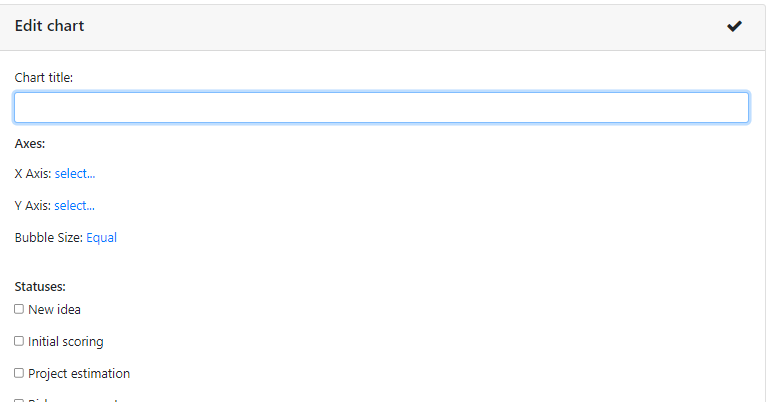 Edit chart
Chart title:
Axes:
X Axis: select...
Y Axis: select...
Bubble Size: Equal
Statuses:
New idea
Initial scoring
Project estimation